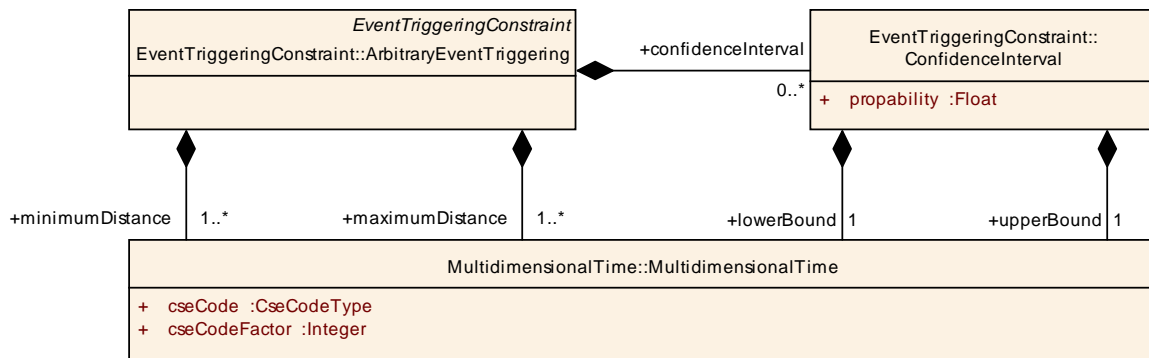 EventTriggeringConstraint
EventTriggeringConstraint::ArbitraryEventTriggering
+confidenceInterval
0..*
EventTriggeringConstraint::
ConfidenceInterval
+ propability :Float
+minimumDistance 1..*
+maximumDistance 1..*
+lowerBound 1
+upperBound 1
MultidimensionalTime::MultidimensionalTime
+ cseCode :CseCodeType
+ cseCodeFactor :Integer